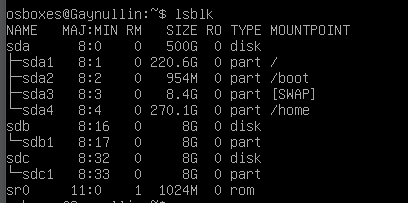 osboxes@Gaynullin:~$ lsblk
NAME   MAJ:MIN RM   SIZE RO TYPE MOUNTPOINT
sda      8:0    0   500G  0 disk
├─sda1   8:1    0 220.6G  0 part /
├─sda2   8:2    0   954M  0 part /boot
├─sda3   8:3    0   8.4G  0 part [SWAP]
└─sda4   8:4    0 270.1G  0 part /home
sdb      8:16   0     8G  0 disk
└─sdb1   8:17   0     8G  0 part
sdc      8:32   0     8G  0 disk
└─sdc1   8:33   0     8G  0 part
sr0     11:0    1  1024M  0 rom